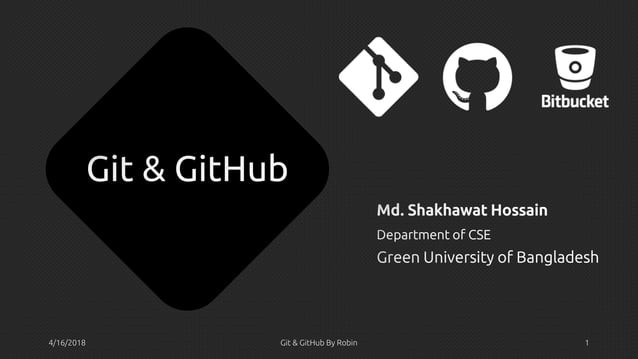 Git & GitHub
Bitbucket
Md. Shakhawat Hossain
Department of CSE
Green University of Bangladesh
4/16/2018
Git & GitHub By Robin
1